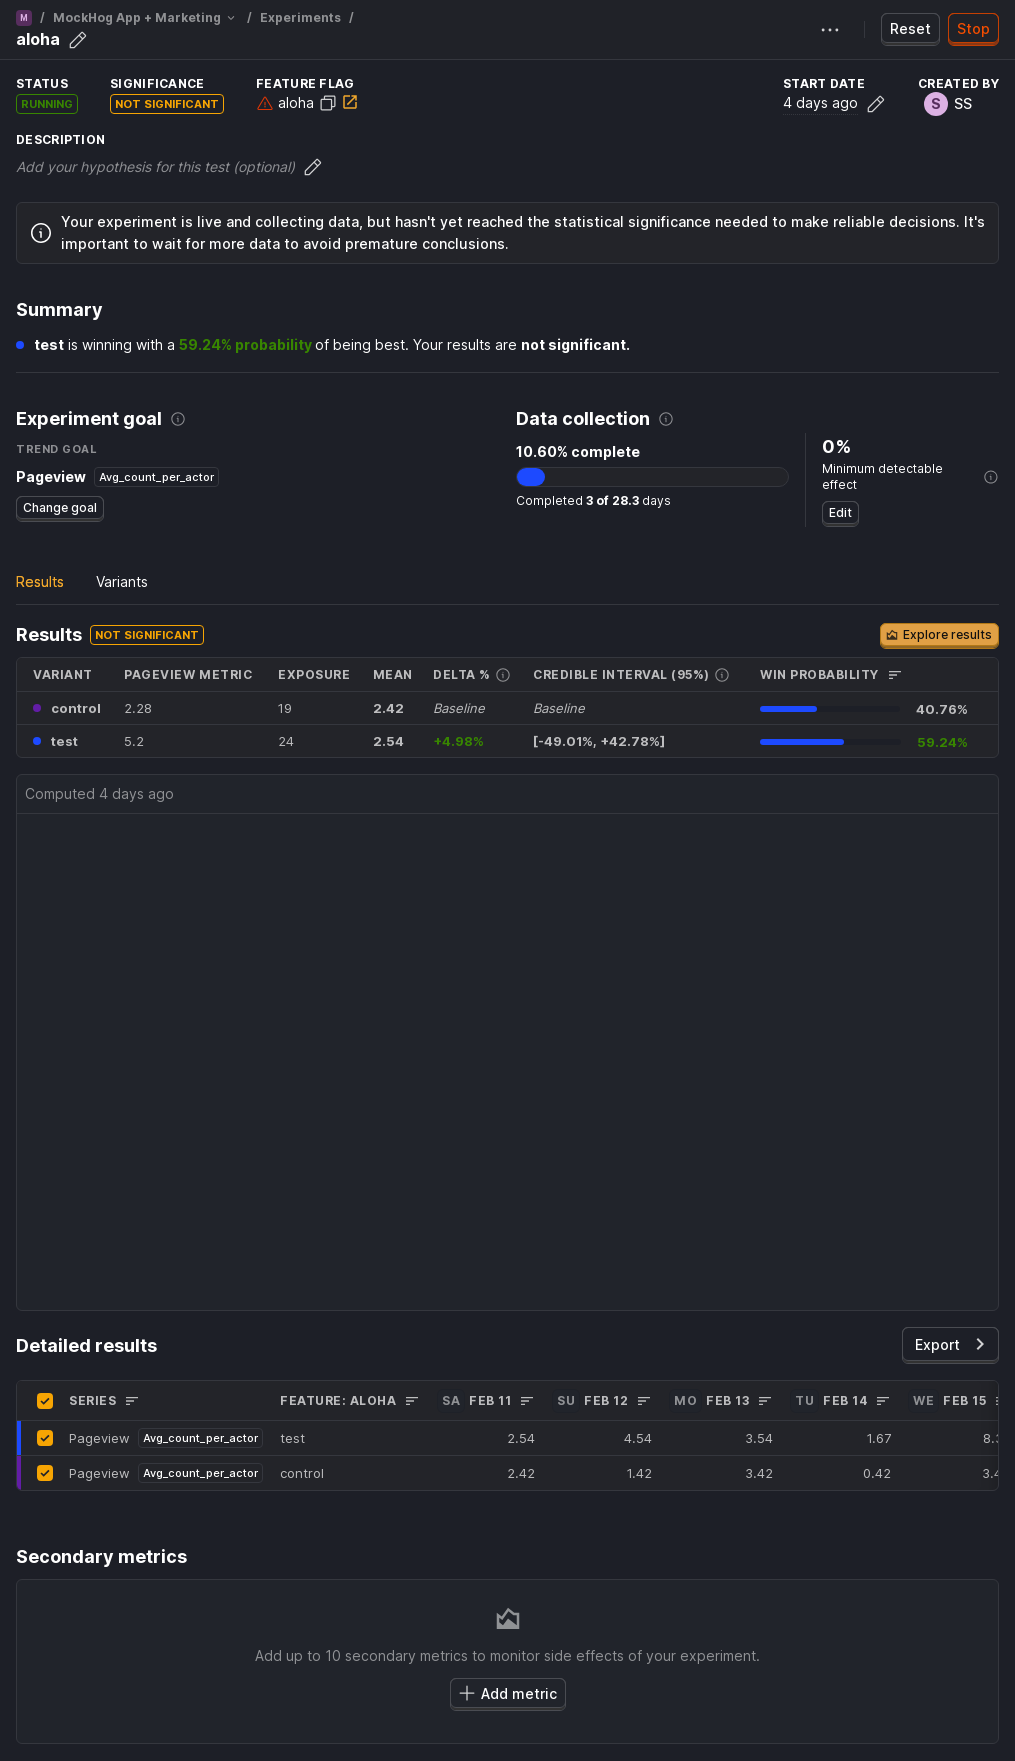 M / MockHog App + Marketing / Experiments /
aloha
Reset
Stop
STATUS
RUNNING
SIGNIFICANCE
NOT SIGNIFICANT
FEATURE FLAG
aloha
START DATE
4 days ago
CREATED BY
S SS
DESCRIPTION
Add your hypothesis for this test (optional)
Your experiment is live and collecting data, but hasn't yet reached the statistical significance needed to make reliable decisions. It's
important to wait for more data to avoid premature conclusions.
Summary
test is winning with a 59.24% probability of being best. Your results are not significant.
Experiment goal
TREND GOAL
Pageview Avg_count_per_actor
Change goal
Data collection
10.60% complete
Completed 3 of 28.3 days
0%
Minimum detectable
effect
Edit
Results Variants
Results NOT SIGNIFICANT
Explore results
VARIANT PAGEVIEW METRIC EXPOSURE MEAN DELTA % CREDIBLE INTERVAL (95%) WIN PROBABILITY
control 2.28 19 2.42 Baseline Baseline 40.76%
test 5.2 24 2.54 +4.98% [-49.01%, +42.78%] 59.24%
Computed 4 days ago
Detailed results
Export
SERIES FEATURE: ALOHA SA FEB 11 SU FEB 12 MO FEB 13 TU FEB 14 WE FEB 15
Pageview Avg_count_per_actor test 2.54 4.54 3.54 1.67
Pageview Avg_count_per_actor control 2.42 1.42 3.42 0.42
Secondary metrics
Add up to 10 secondary metrics to monitor side effects of your experiment.
Add metric